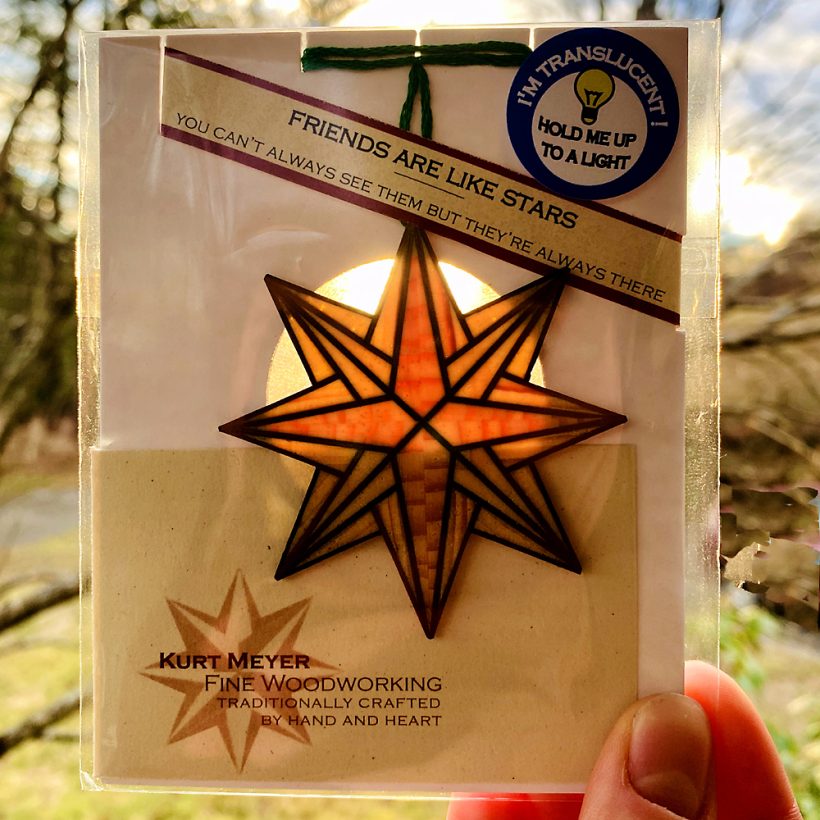 I'M TRANSLUCENT!
HOLD ME UP
TO A LIGHT
FRIENDS ARE LIKE STARS
YOU CAN'T ALWAYS SEE THEM BUT THEY'RE ALWAYS THERE
KURT MEYER
FINE WOODWORKING
TRADITIONALLY CRAFTED
BY HAND AND HEART